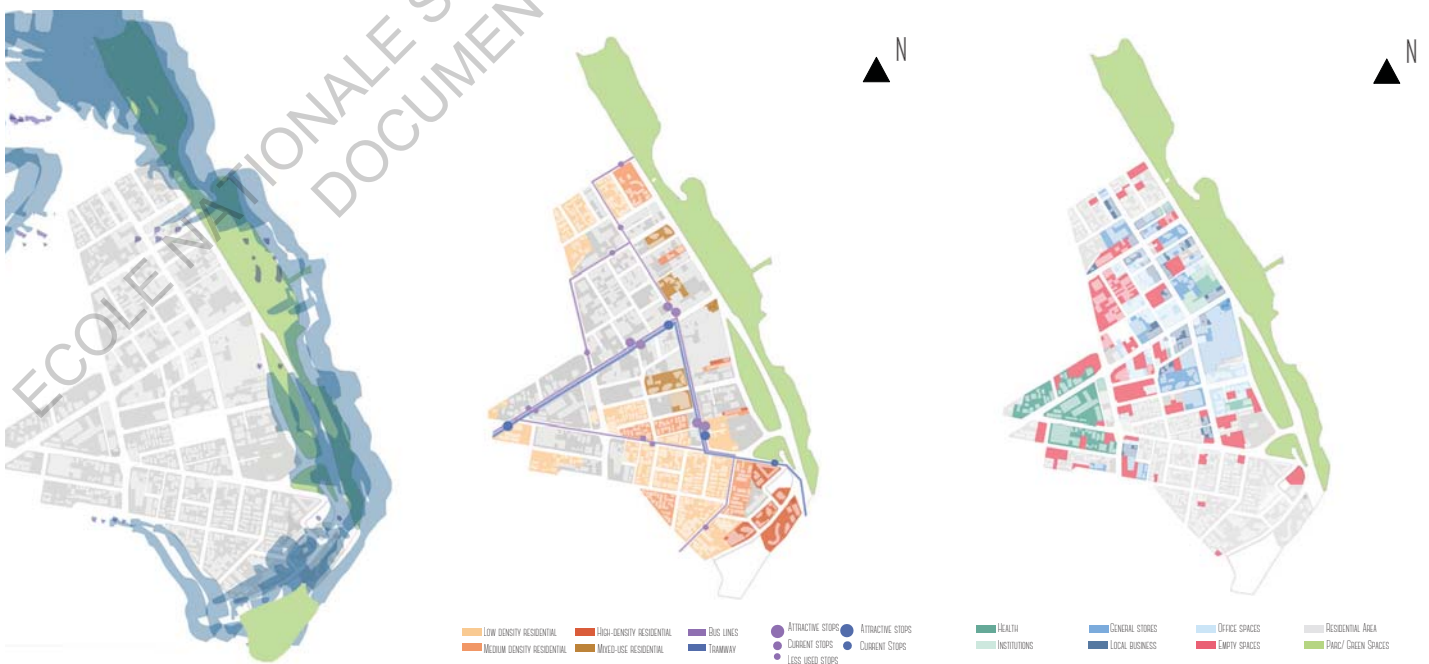 ECOLE NATIONALE S
DOCUMEN
N
N
LOW DENSITY RESIDENTIAL
MEDIUM DENSITY RESIDENTIAL
HIGH-DENSITY RESIDENTIAL
MIXED-USE RESIDENTIAL
BUS LINES
TRAMWAY
ATTRACTIVE STOPS
CURRENT STOPS
LESS USED STOPS
ATTRACTIVE STOPS
CURRENT STOPS
HEALTH
INSTITUTIONS
GENERAL STORES
LOCAL BUSINESS
OFFICE SPACES
EMPTY SPACES
RESIDENTIAL AREA
PARC/ GREEN SPACES